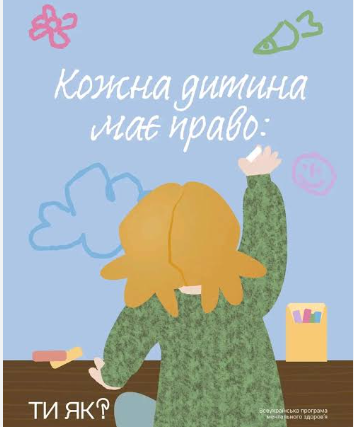 Кожна дитина
має право:
ТИ ЯК?
Всеукраїнська програма
ментального здоров'я